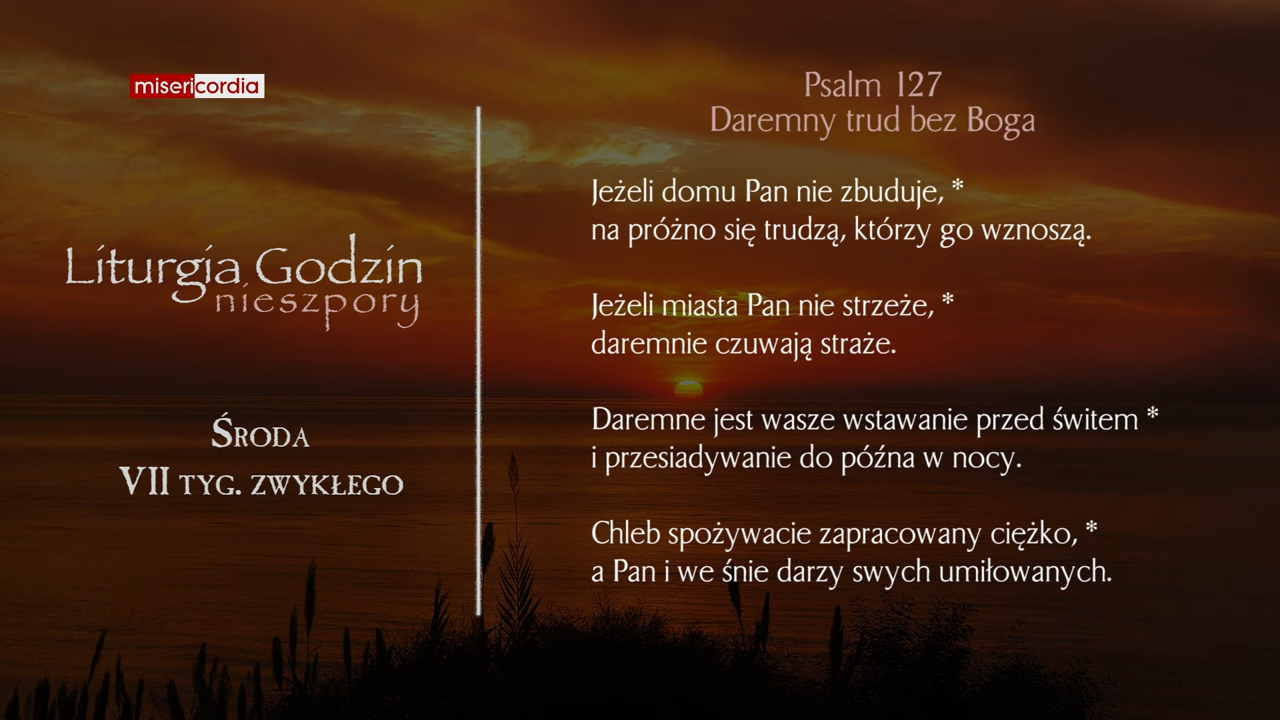 misericordia
Liturgia Godzin
nieszpory
Środa
VII tyg. zwykłego
Psalm 127
Daremny trud bez Boga
Jeżeli domu Pan nie zbuduje, *
na próżno się trudzą, którzy go wznoszą.
Jeżeli miasta Pan nie strzeże, *
daremnie czuwają straże.
Daremne jest wasze wstawanie przed świtem *
i przesiadywanie do późna w nocy.
Chleb spożywacie zapracowany ciężko, *
a Pan i we śnie darzy swych umiłowanych.